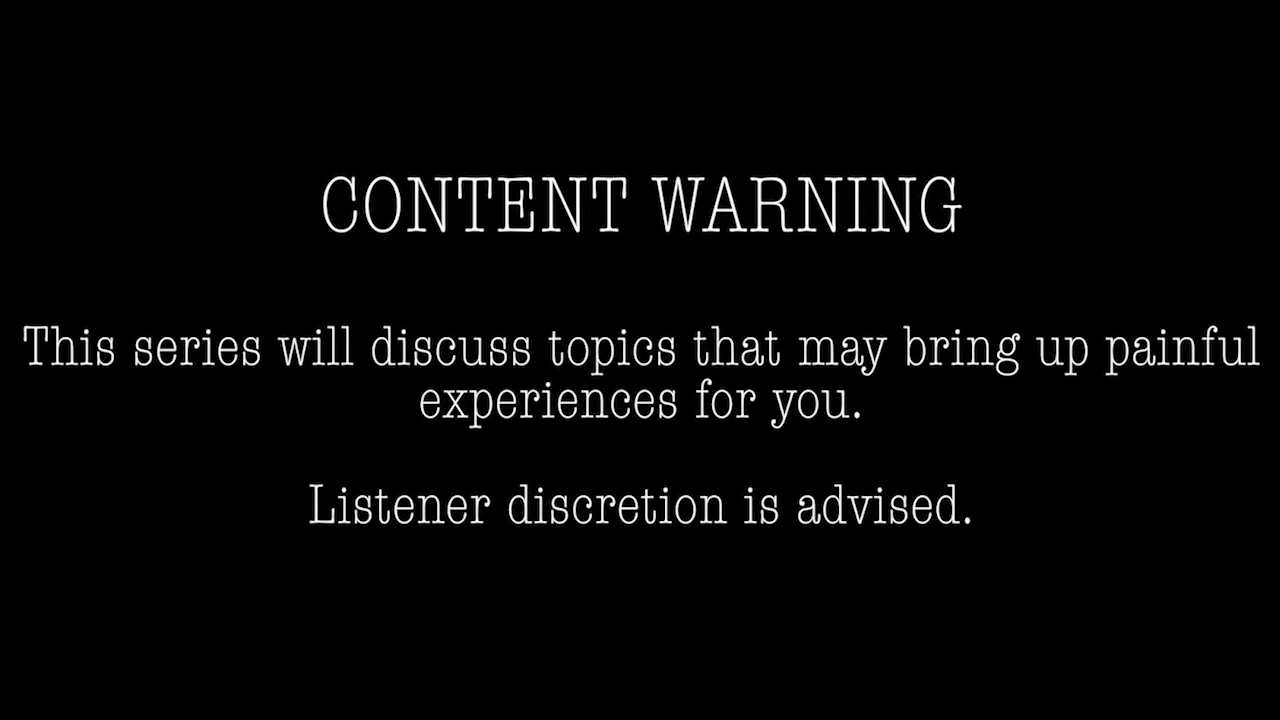 CONTENT WARNING
This series will discuss topics that may bring up painful
experiences for you.
Listener discretion is advised.